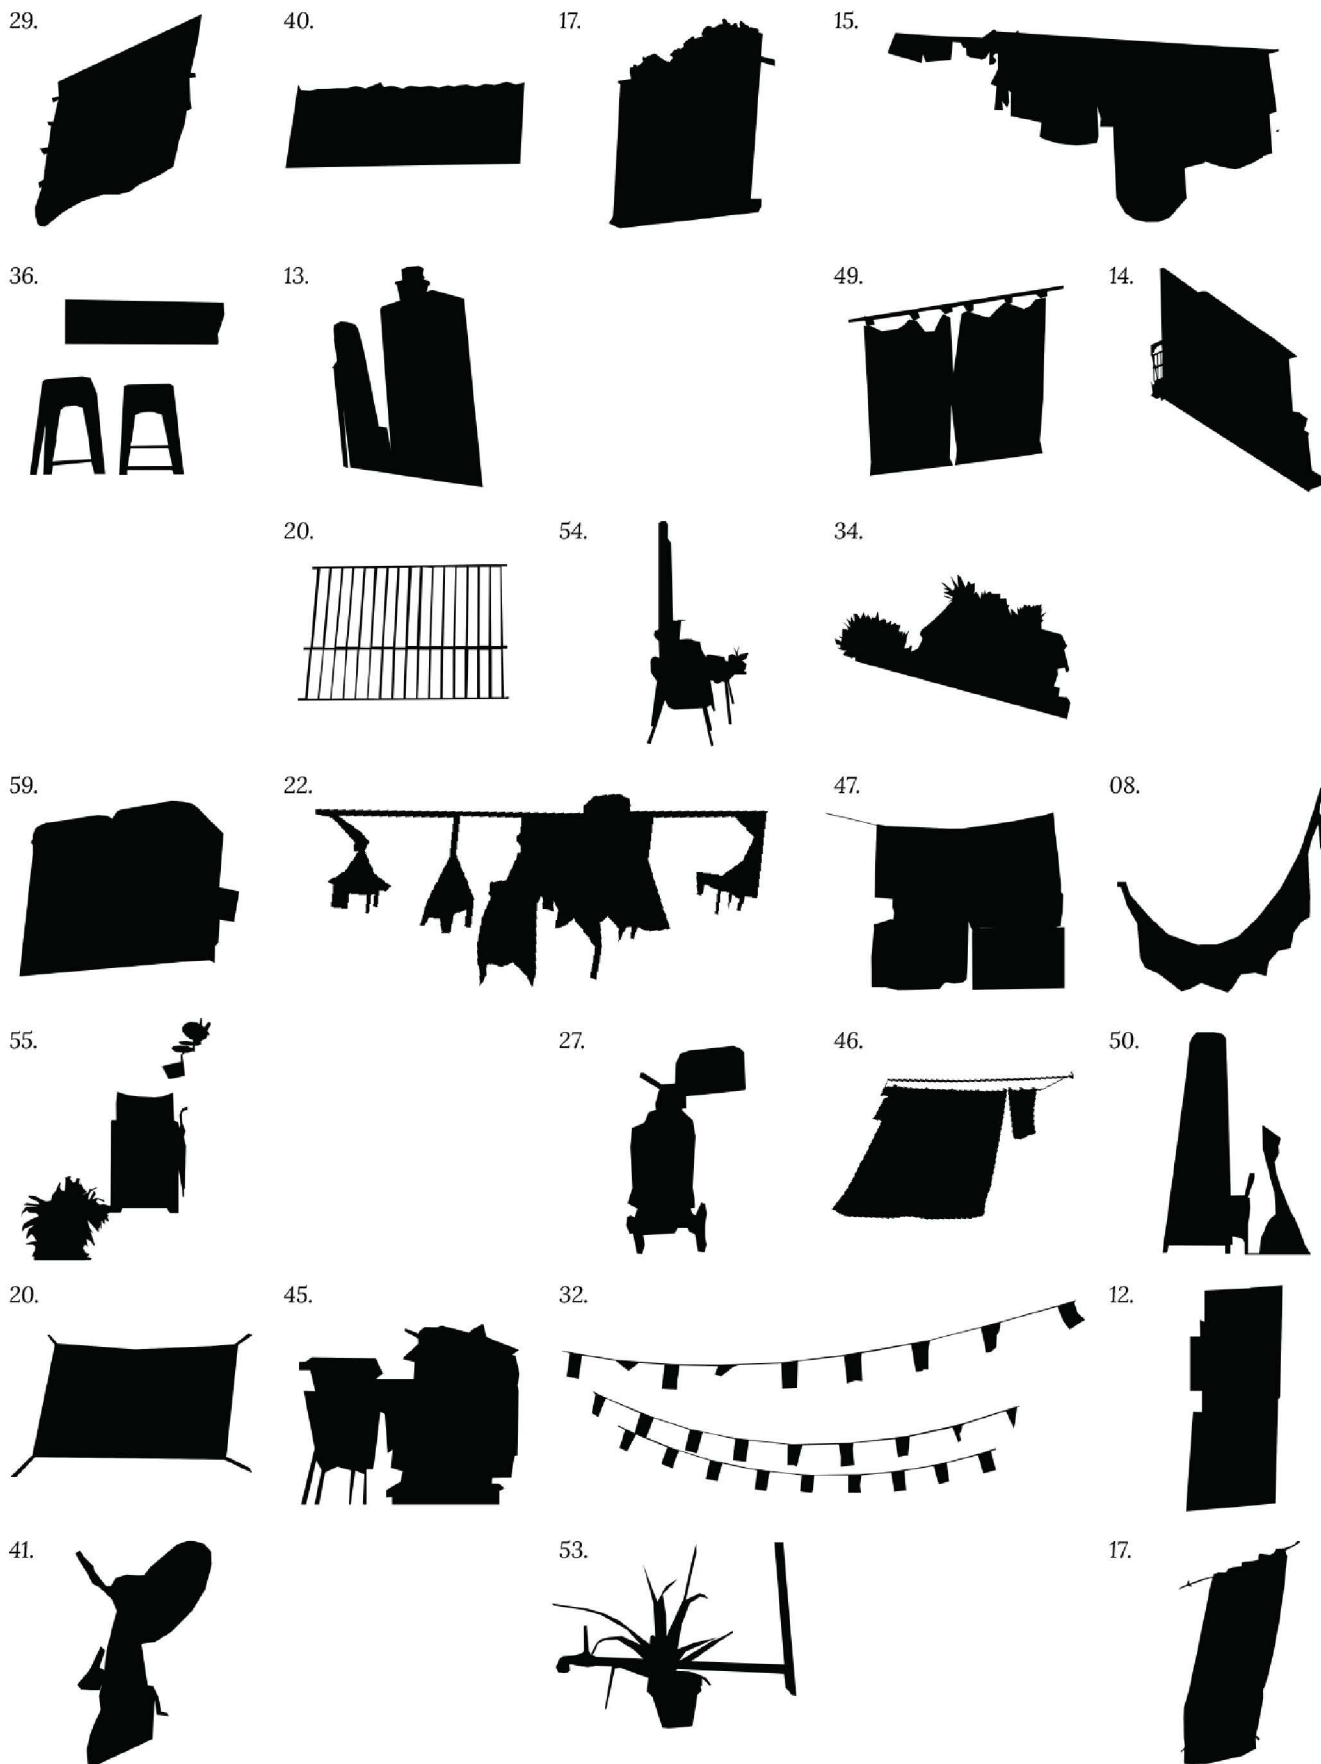 29. 40. 17. 15.
36. 13. 49. 14.
20. 54. 34.
59. 22. 47. 08.
55. 27. 46. 50.
20. 45. 32. 12.
41. 53. 17.